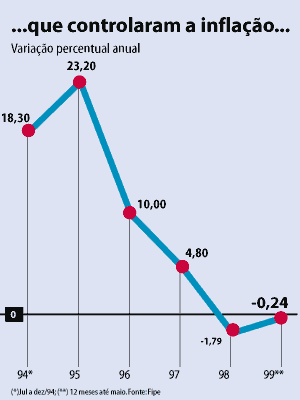 ...que controlaram a inflação...
Variação percentual anual
23,20
18,30
10,00
4,80
-0,24
0
-1,79
94* 95 96 97 98 99**
(*)Jul a dez/94; (**) 12 meses até maio. Fonte: Fipe